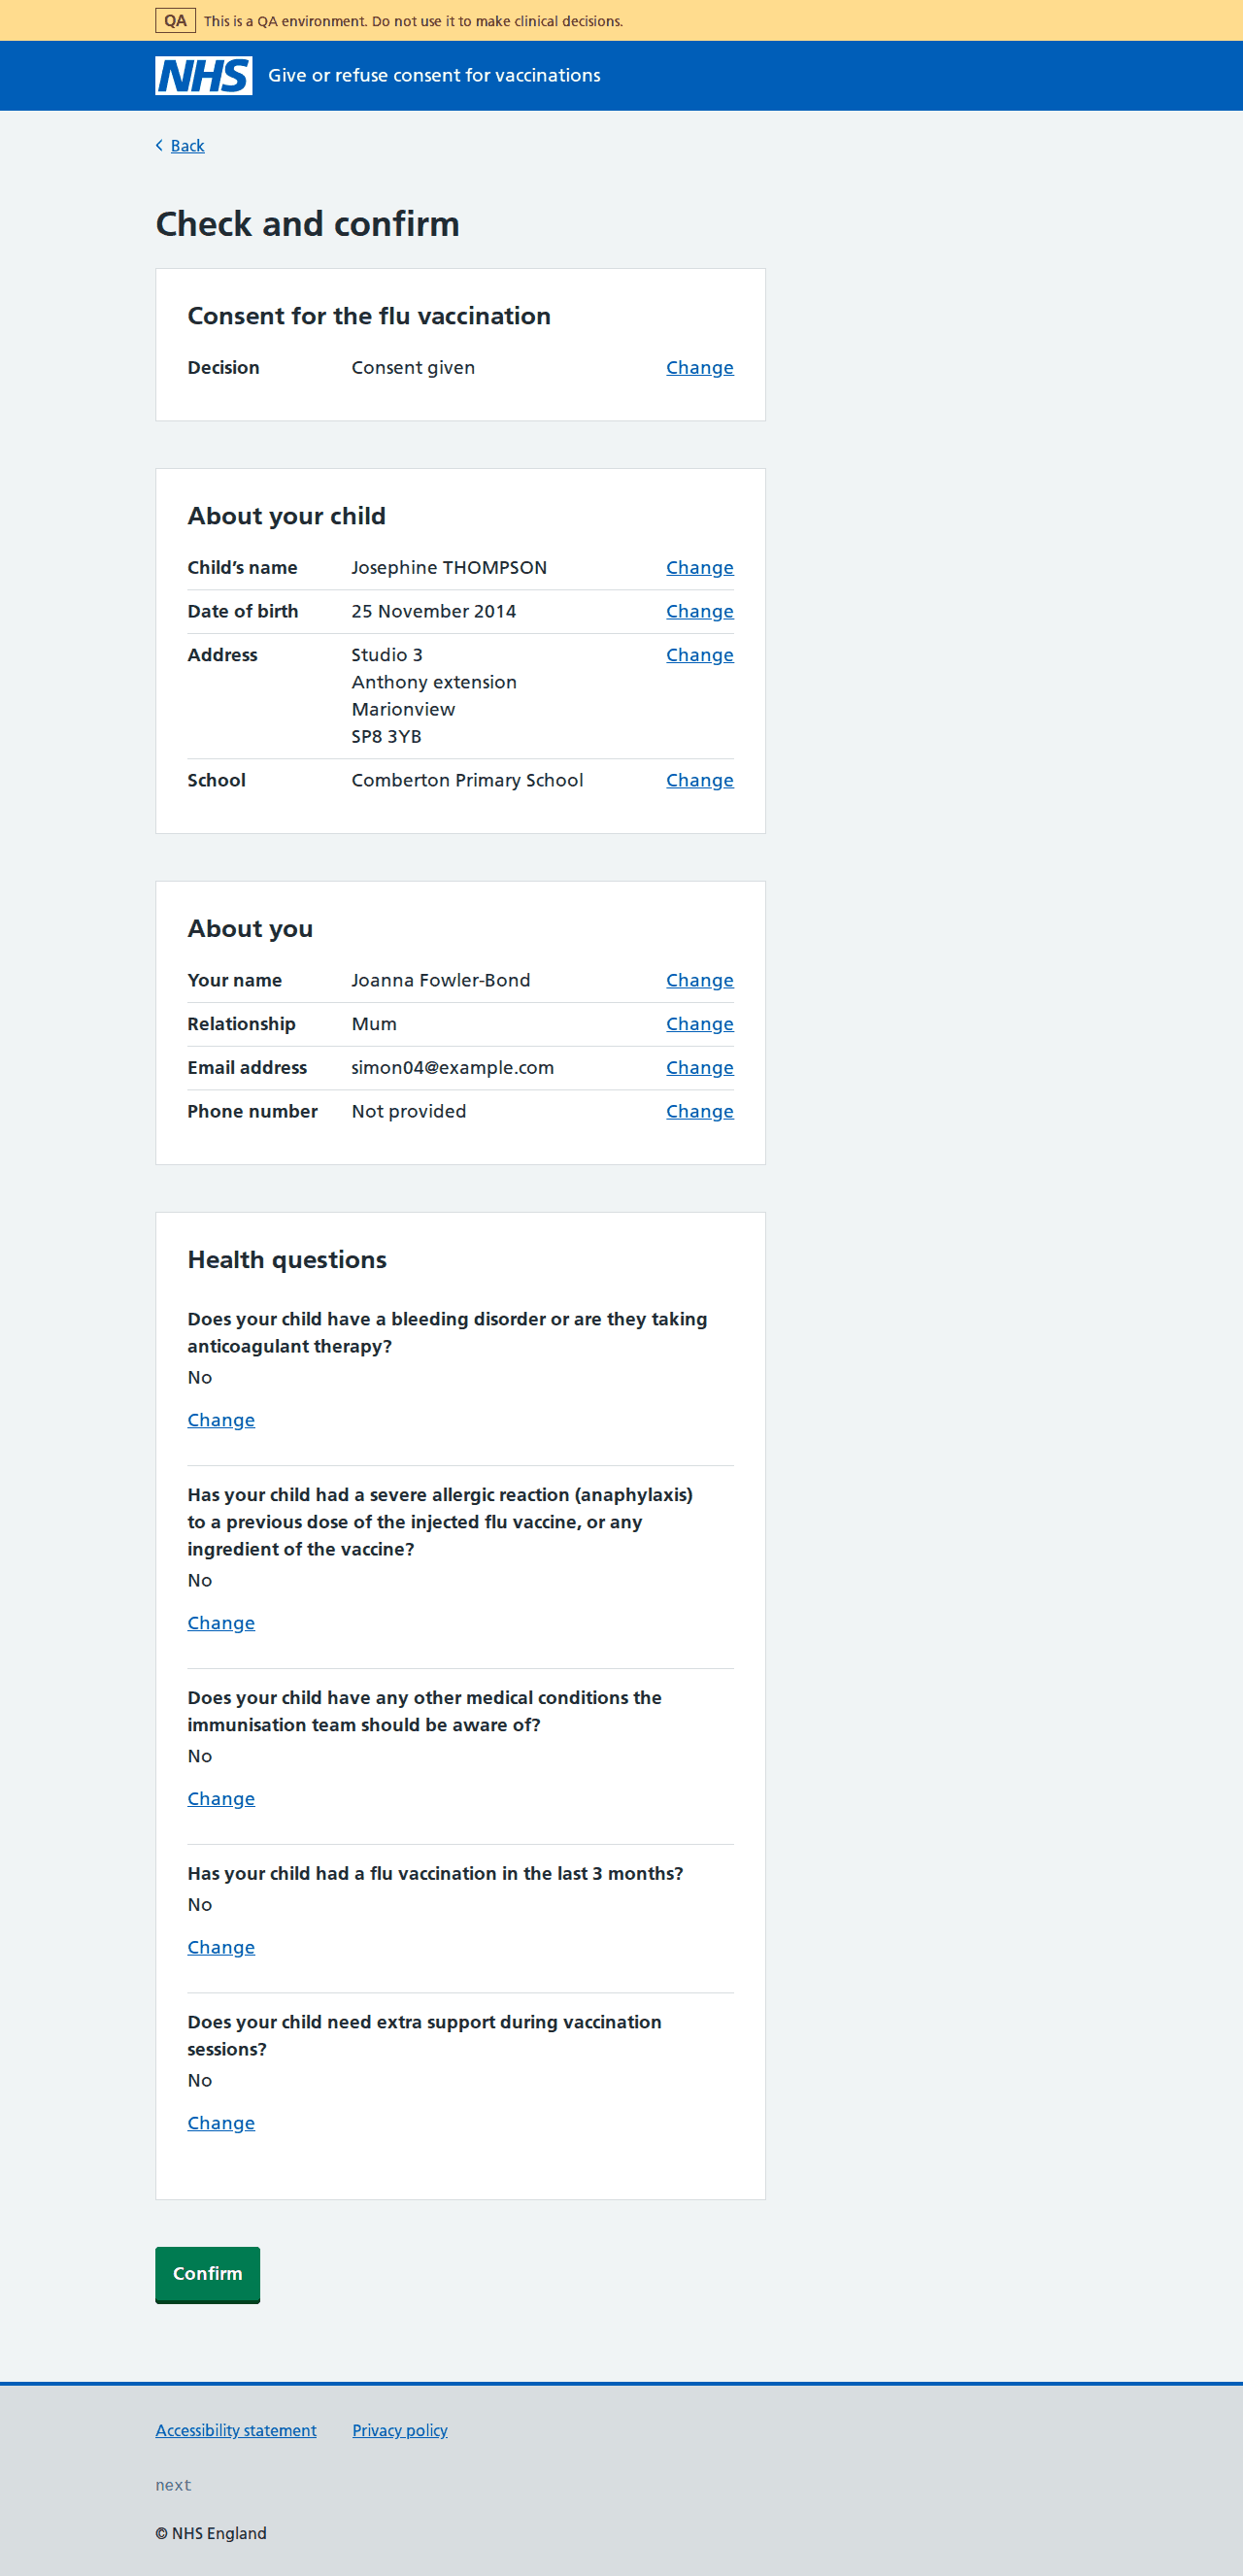 QA This is a QA environment. Do not use it to make clinical decisions.
NHS Give or refuse consent for vaccinations
Back
Check and confirm
Consent for the flu vaccination
Decision Consent given Change
About your child
Child’s name Josephine THOMPSON Change
Date of birth 25 November 2014 Change
Address Studio 3 Change
Anthony extension
Marionview
SP8 3YB
School Comberton Primary School Change
About you
Your name Joanna Fowler-Bond Change
Relationship Mum Change
Email address simon04@example.com Change
Phone number Not provided Change
Health questions
Does your child have a bleeding disorder or are they taking
anticoagulant therapy?
No
Change
Has your child had a severe allergic reaction (anaphylaxis)
to a previous dose of the injected flu vaccine, or any
ingredient of the vaccine?
No
Change
Does your child have any other medical conditions the
immunisation team should be aware of?
No
Change
Has your child had a flu vaccination in the last 3 months?
No
Change
Does your child need extra support during vaccination
sessions?
No
Change
Confirm
Accessibility statement Privacy policy
next
© NHS England